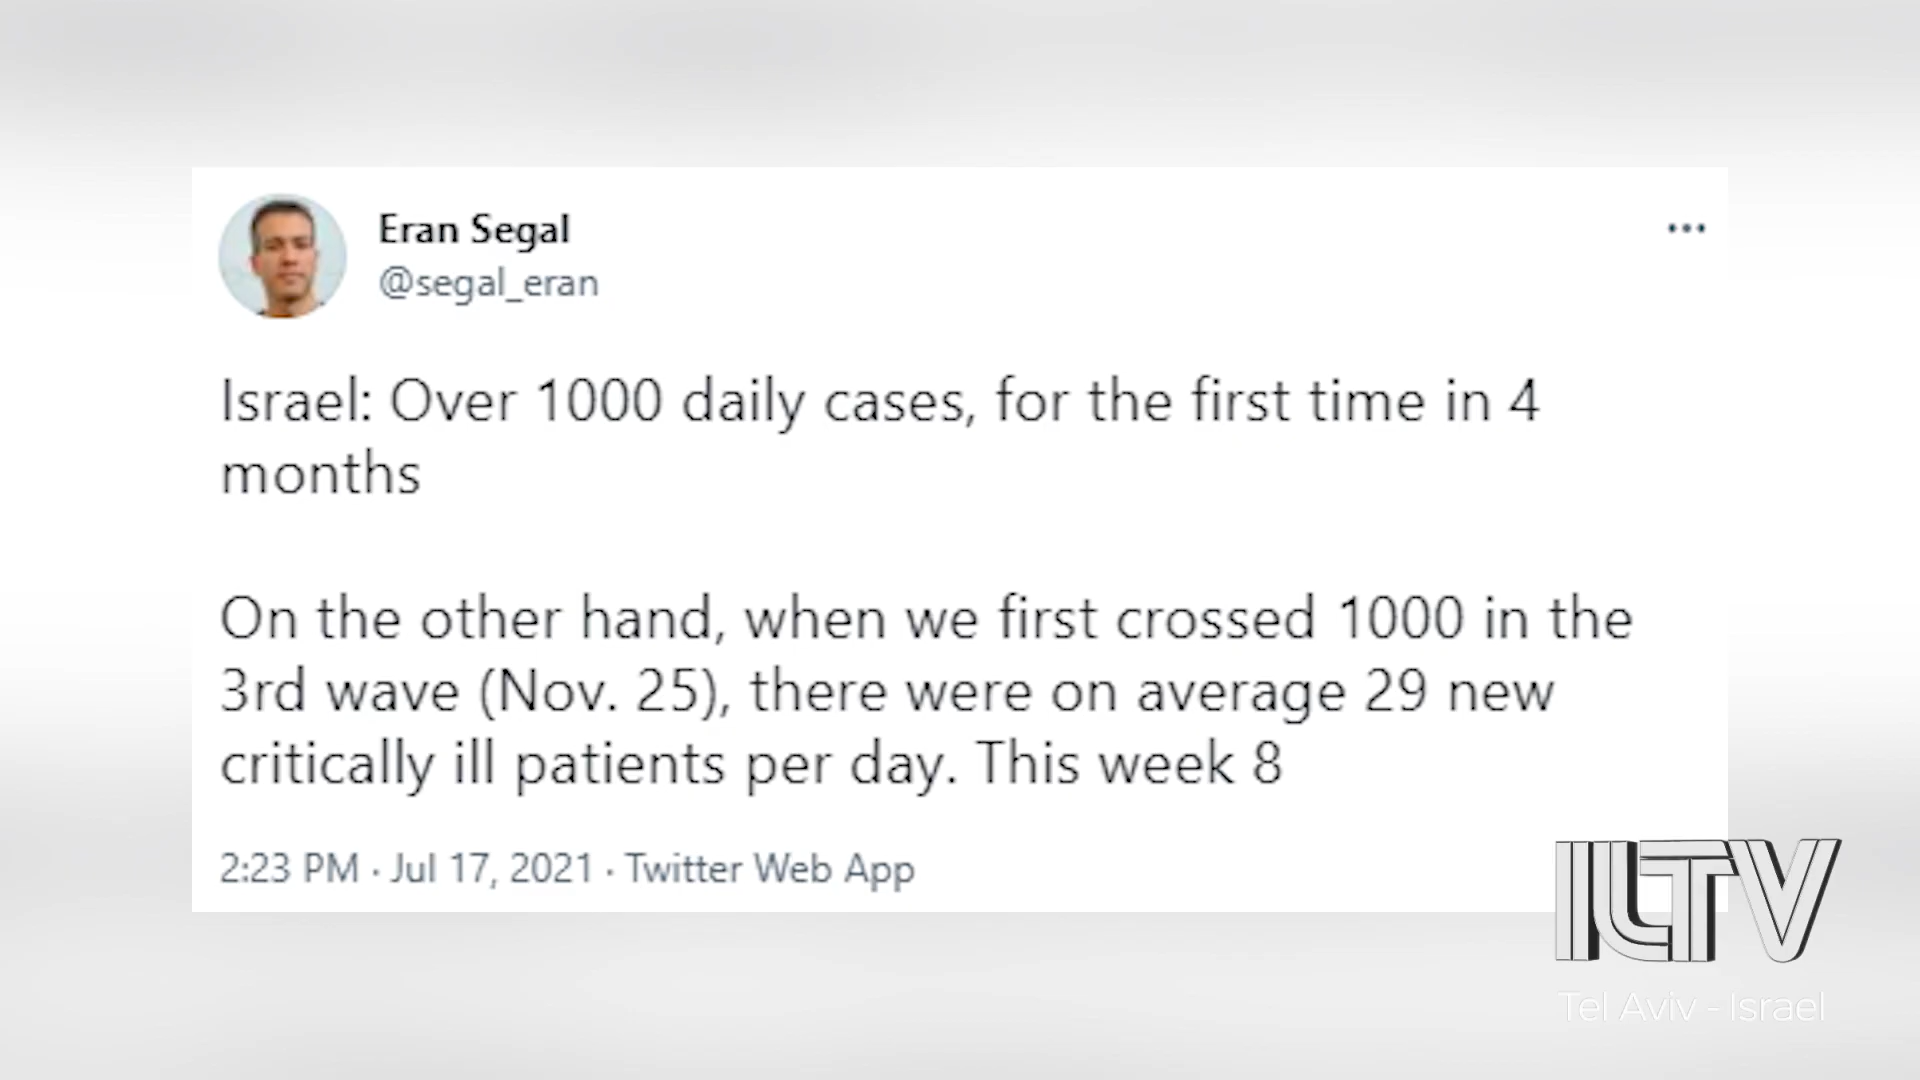 Eran Segal
@segal_eran
Israel: Over 1000 daily cases, for the first time in 4
months
On the other hand, when we first crossed 1000 in the
3rd wave (Nov. 25), there were on average 29 new
critically ill patients per day. This week 8
2:23 PM · Jul 17, 2021 · Twitter Web App
ILTV
Tel Aviv - Israel